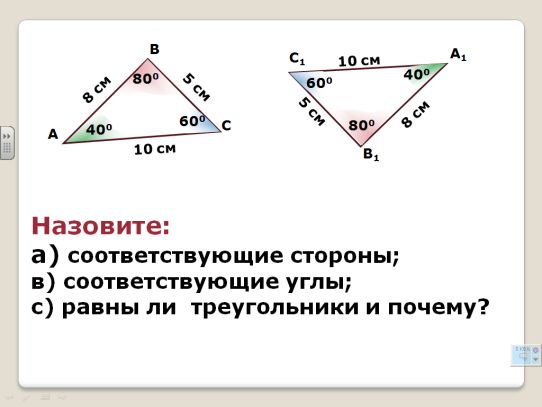 B
8 см
80⁰
5 см
A
40⁰
60⁰
C
10 см
C₁
10 см
A₁
60⁰
40⁰
5 см
80⁰
8 см
B₁
Назовите:
а) соответствующие стороны;
в) соответствующие углы;
с) равны ли треугольники и почему?